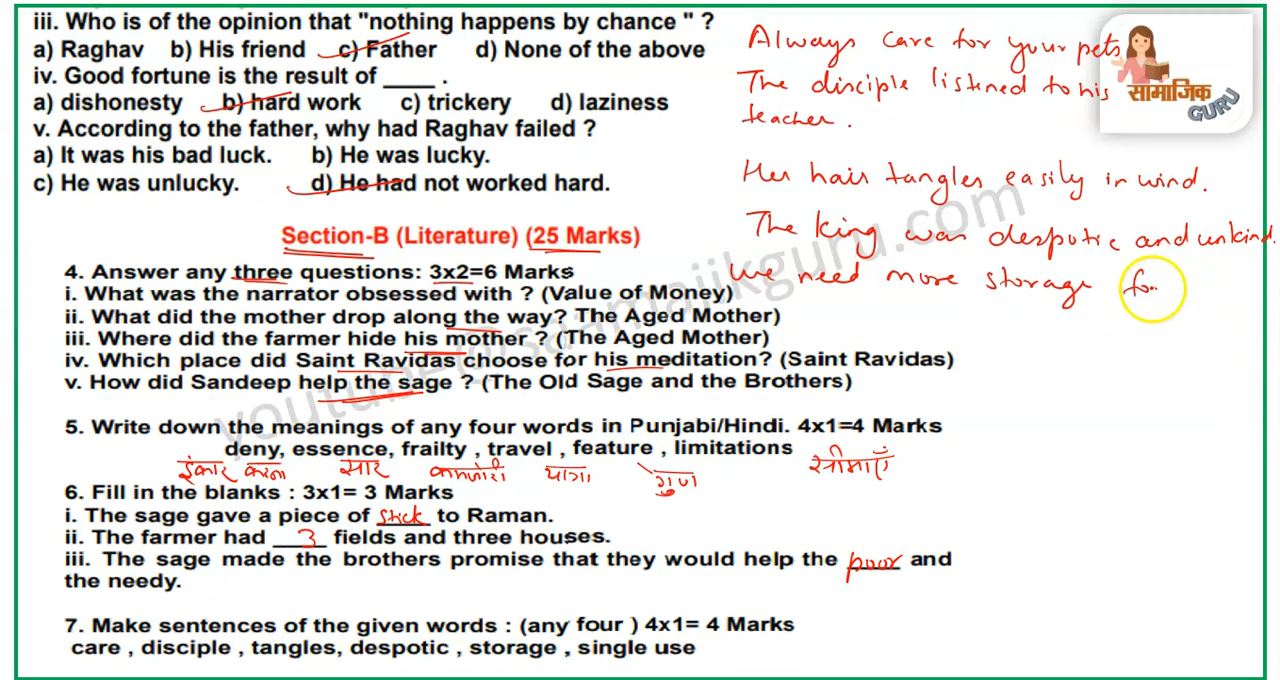 iii. Who is of the opinion that "nothing happens by chance " ?
a) Raghav b) His friend c) Father d) None of the above
iv. Good fortune is the result of ____ .
a) dishonesty b) hard work c) trickery d) laziness
v. According to the father, why had Raghav failed ?
a) It was his bad luck. b) He was lucky.
c) He was unlucky. d) He had not worked hard.
Section-B (Literature) (25 Marks)
4. Answer any three questions: 3x2=6 Marks
i. What was the narrator obsessed with ? (Value of Money)
ii. What did the mother drop along the way? The Aged Mother)
iii. Where did the farmer hide his mother ? (The Aged Mother)
iv. Which place did Saint Ravidas choose for his meditation? (Saint Ravidas)
v. How did Sandeep help the sage ? (The Old Sage and the Brothers)
5. Write down the meanings of any four words in Punjabi/Hindi. 4x1=4 Marks
deny, essence, frailty , travel , feature , limitations
इंकार करना सार कमजोरी यात्रा गुण सीमाएँ
6. Fill in the blanks : 3x1= 3 Marks
i. The sage gave a piece of stick to Raman.
ii. The farmer had 3 fields and three houses.
iii. The sage made the brothers promise that they would help the poor and
the needy.
7. Make sentences of the given words : (any four ) 4x1= 4 Marks
care , disciple , tangles, despotic , storage , single use
Always care for your pets
The disciple listened to his
teacher.
Her hair tangles easily in wind.
The king was despotic and unkind.
We need more storage for
सामाजिक
GURU
youtube@saamajikguru.com